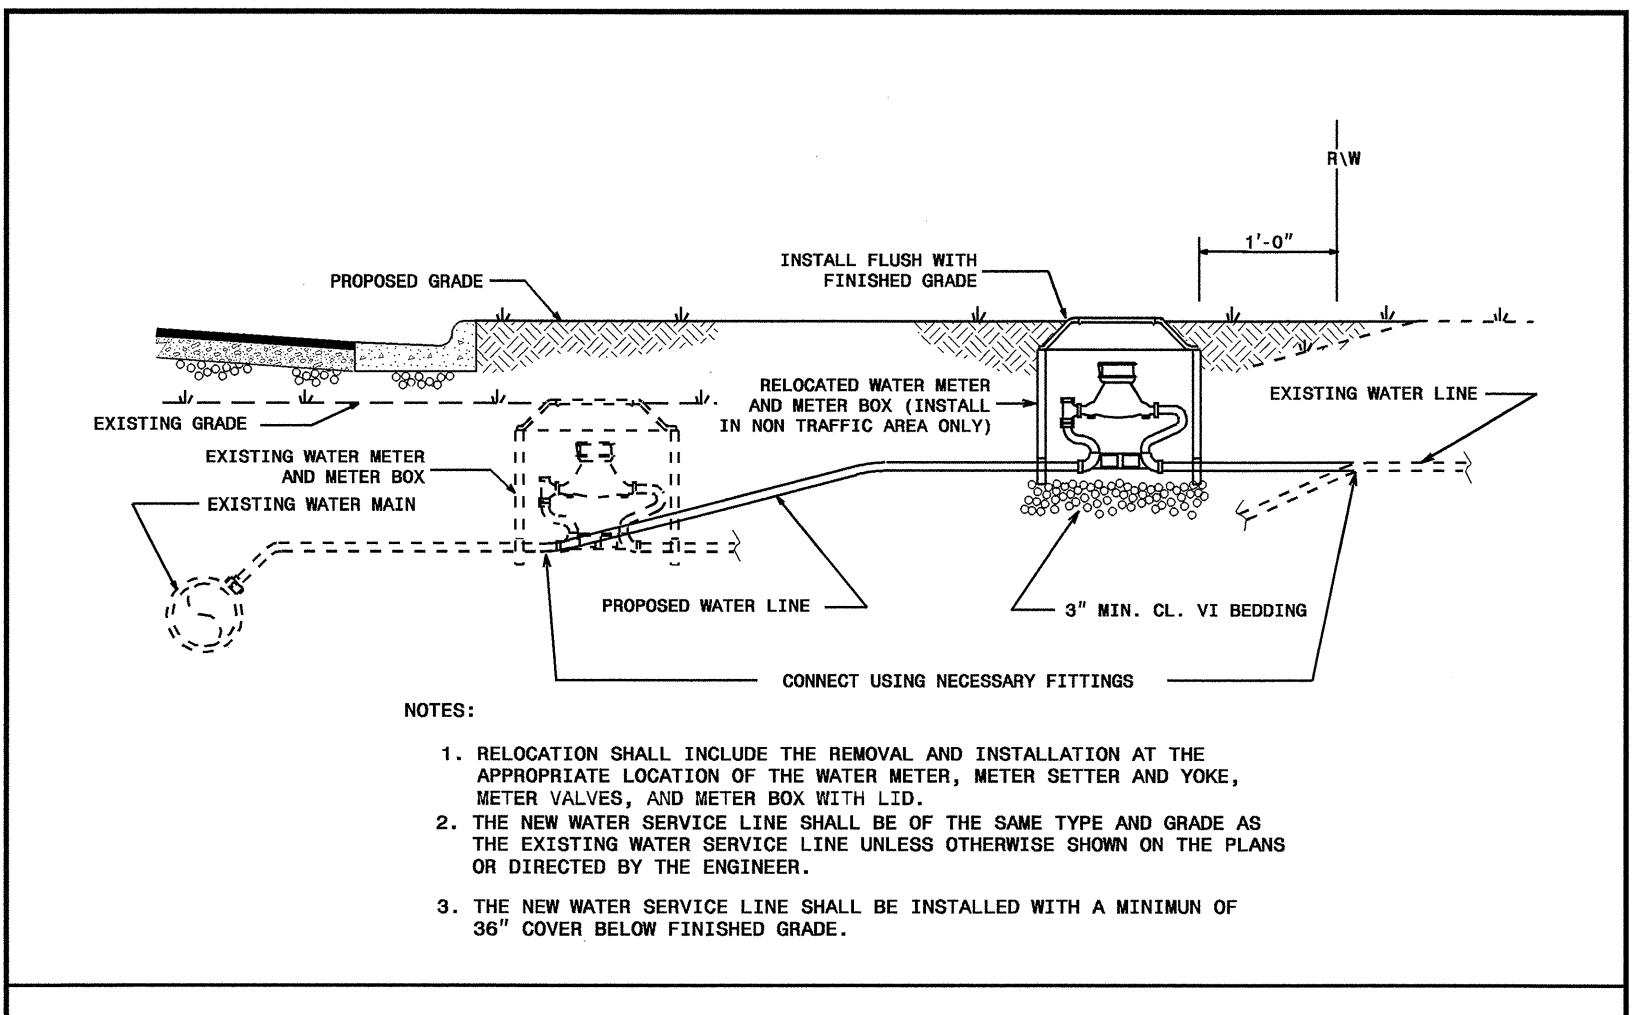 R\W
1'-0"
INSTALL FLUSH WITH
FINISHED GRADE
PROPOSED GRADE
RELOCATED WATER METER
AND METER BOX (INSTALL
IN NON TRAFFIC AREA ONLY)
EXISTING WATER LINE
EXISTING GRADE
EXISTING WATER METER
AND METER BOX
EXISTING WATER MAIN
PROPOSED WATER LINE
3" MIN. CL. VI BEDDING
CONNECT USING NECESSARY FITTINGS
NOTES:
1. RELOCATION SHALL INCLUDE THE REMOVAL AND INSTALLATION AT THE
APPROPRIATE LOCATION OF THE WATER METER, METER SETTER AND YOKE,
METER VALVES, AND METER BOX WITH LID.
2. THE NEW WATER SERVICE LINE SHALL BE OF THE SAME TYPE AND GRADE AS
THE EXISTING WATER SERVICE LINE UNLESS OTHERWISE SHOWN ON THE PLANS
OR DIRECTED BY THE ENGINEER.
3. THE NEW WATER SERVICE LINE SHALL BE INSTALLED WITH A MINIMUN OF
36" COVER BELOW FINISHED GRADE.